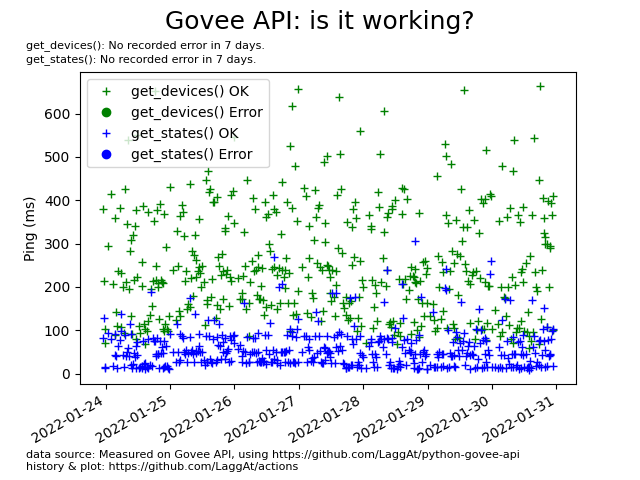 Govee API: is it working?
get_devices(): No recorded error in 7 days.
get_states(): No recorded error in 7 days.
get_devices() OK
get_devices() Error
get_states() OK
get_states() Error
Ping (ms)
600
500
400
300
200
100
0
2022-01-24
2022-01-25
2022-01-26
2022-01-27
2022-01-28
2022-01-29
2022-01-30
2022-01-31
data source: Measured on Govee API, using https://github.com/LaggAt/python-govee-api
history & plot: https://github.com/LaggAt/actions